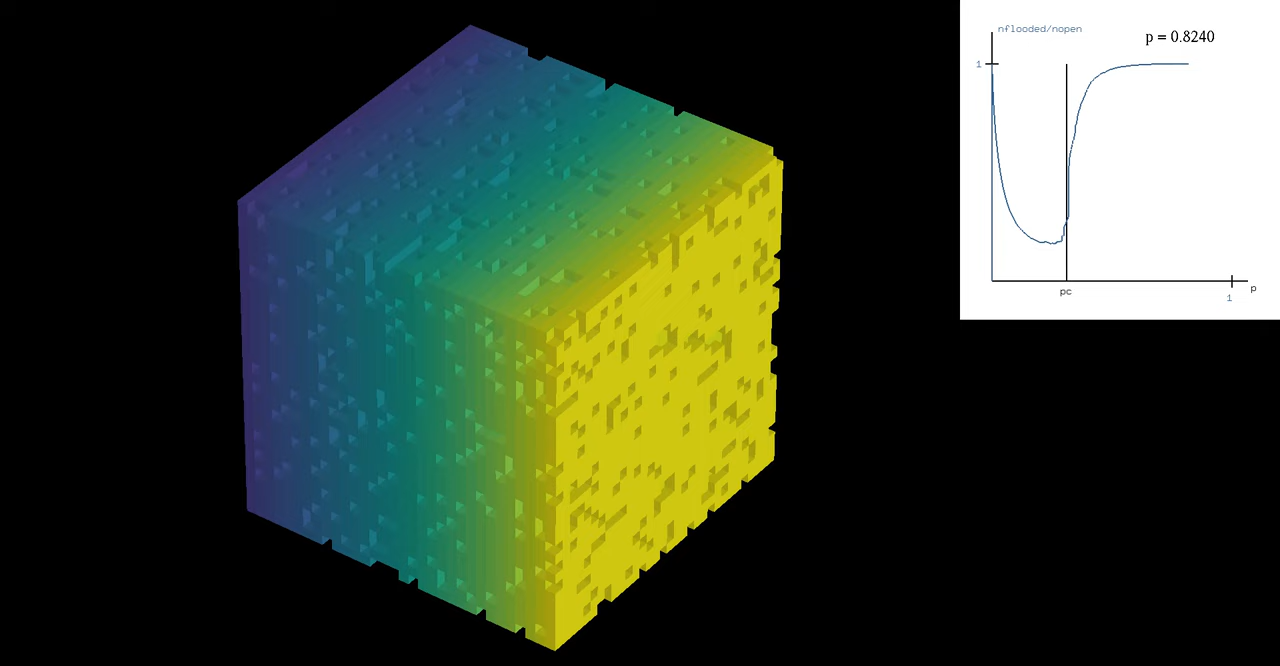 nflooded/nopen
p = 0.8240
1
pc
1
p